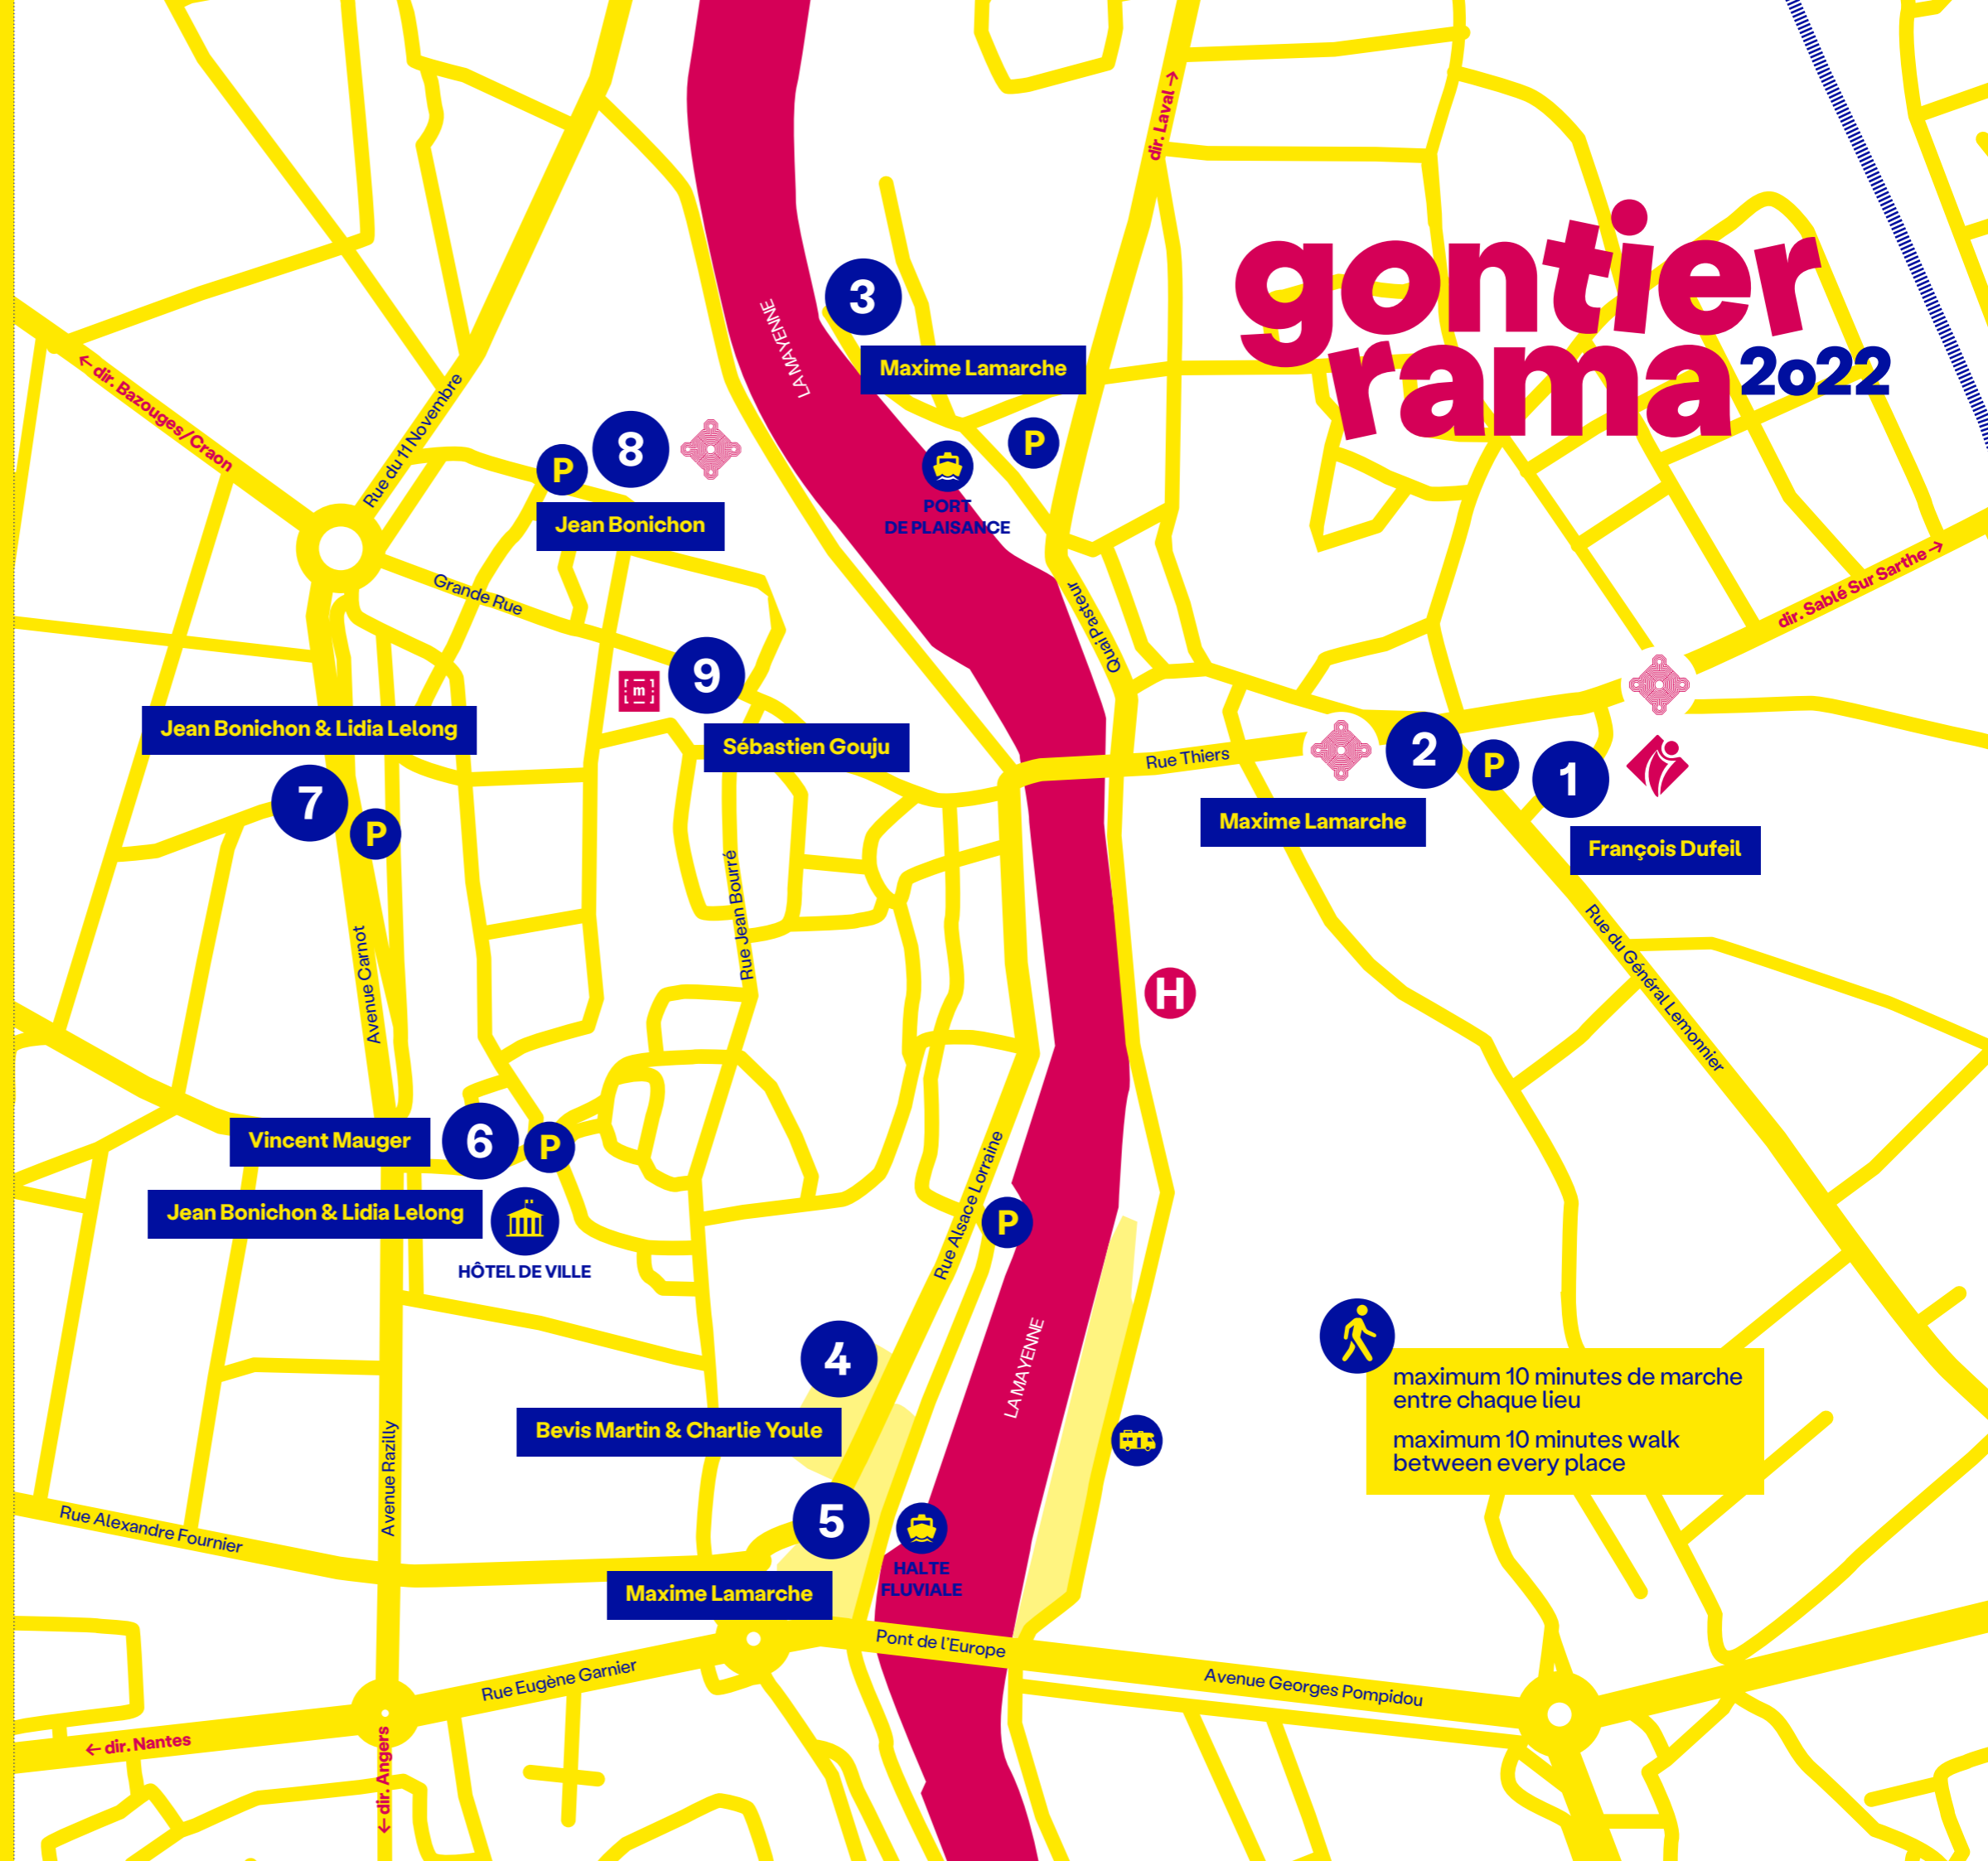 dir. Laval →
gontier
rama 2022
LA MAYENNE
3
Maxime Lamarche
P
PORT
DE PLAISANCE
← dir. Bazouges/Craon
Rue du 11 Novembre
P
8
Jean Bonichon
Grande Rue
Quai Pasteur
dir. Sablé Sur Sarthe →
m
9
Sébastien Gouju
Jean Bonichon & Lidia Lelong
7
P
Rue Thiers
2
P
1
Maxime Lamarche
François Dufeil
Rue Jean Bourré
Avenue Carnot
H
Rue du Général Lemonnier
Vincent Mauger
6
P
Jean Bonichon & Lidia Lelong
HÔTEL DE VILLE
Rue Alsace Lorraine
P
LA MAYENNE
4
Bevis Martin & Charlie Youle
maximum 10 minutes de marche
entre chaque lieu
maximum 10 minutes walk
between every place
Avenue Razilly
Rue Alexandre Fournier
5
Maxime Lamarche
HALTE
FLUVIALE
Pont de l'Europe
Rue Eugène Garnier
Avenue Georges Pompidou
← dir. Nantes
← dir. Angers